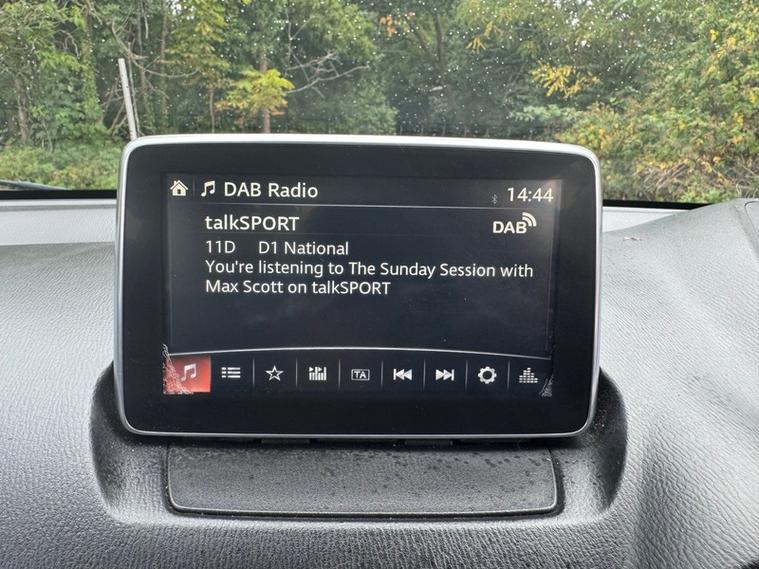 DAB Radio 14:44
talkSPORT DAB
11D D1 National
You're listening to The Sunday Session with
Max Scott on talkSPORT
TA